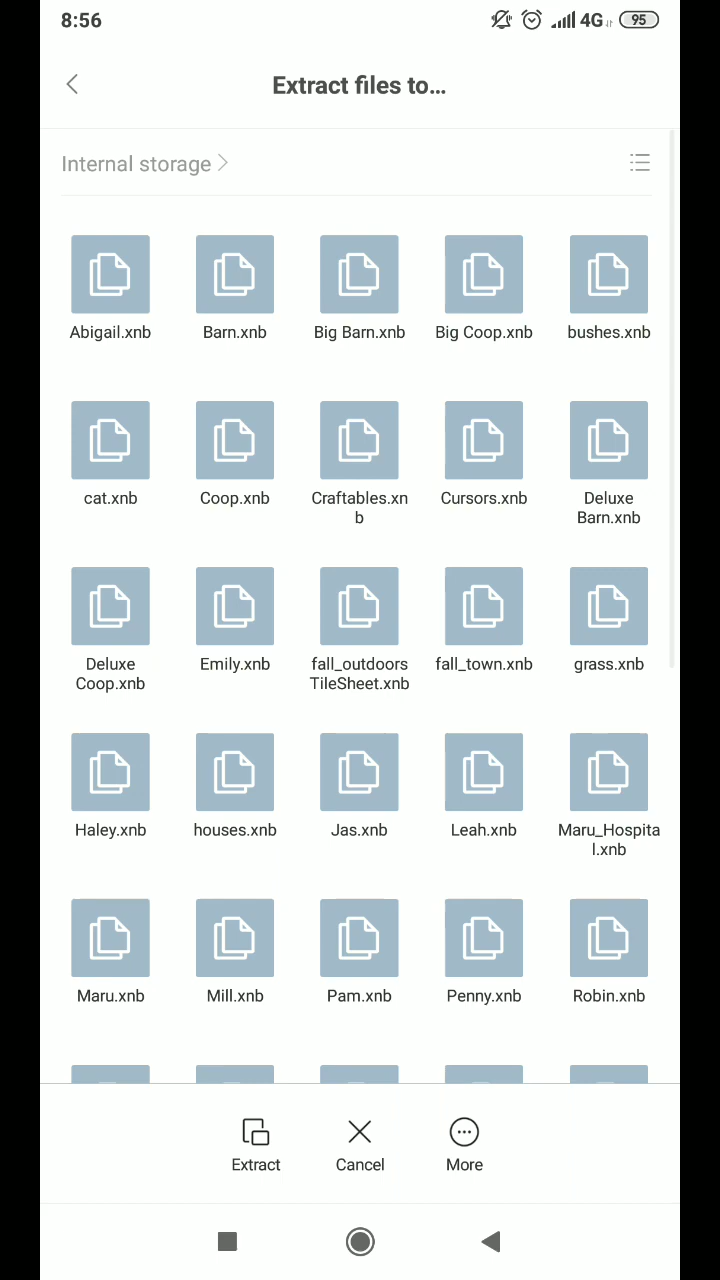 8:56
4G
95
Extract files to...
Internal storage
Abigail.xnb
Barn.xnb
Big Barn.xnb
Big Coop.xnb
bushes.xnb
cat.xnb
Coop.xnb
Craftables.xn
b
Cursors.xnb
Deluxe
Barn.xnb
Deluxe
Coop.xnb
Emily.xnb
fall_outdoors
TileSheet.xnb
fall_town.xnb
grass.xnb
Haley.xnb
houses.xnb
Jas.xnb
Leah.xnb
Maru_Hospita
l.xnb
Maru.xnb
Mill.xnb
Pam.xnb
Penny.xnb
Robin.xnb
Extract
Cancel
More